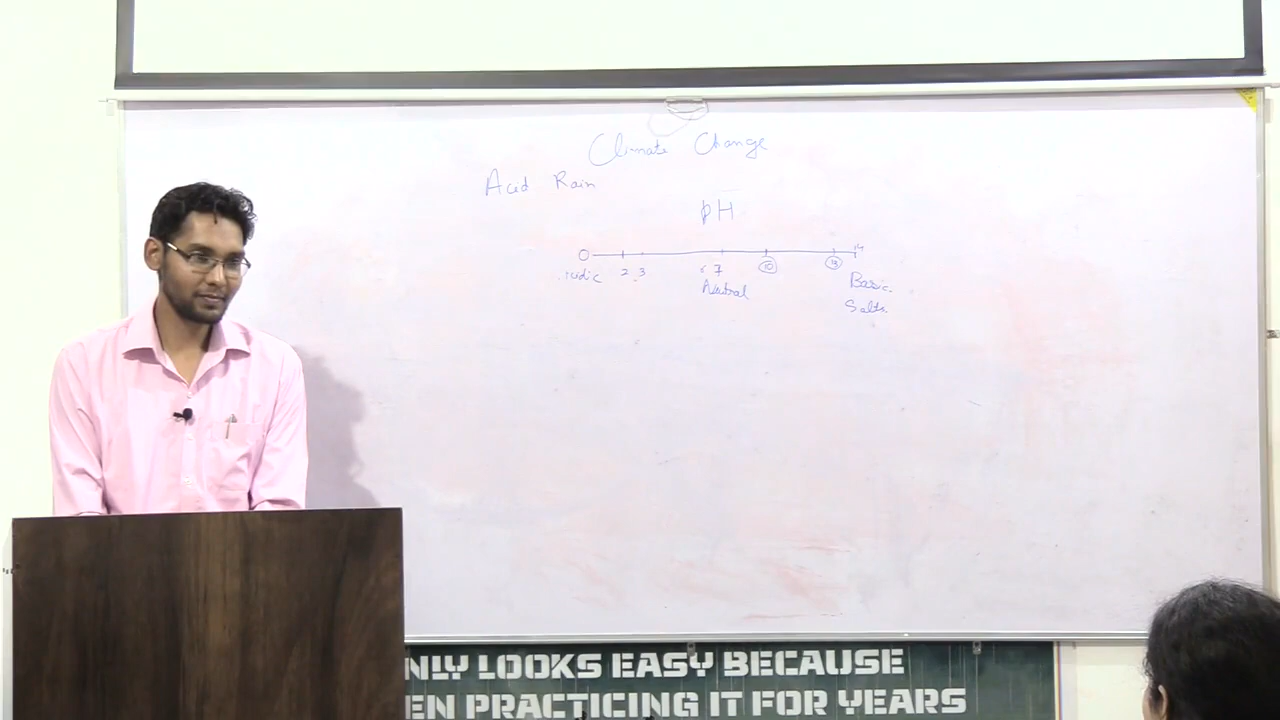 Climate Change
Acid Rain
pH
0 2 3 7 10 13 14
Neutral
Basic
Salts
NLY LOOKS EASY BECAUSE
EN PRACTICING IT FOR YEARS